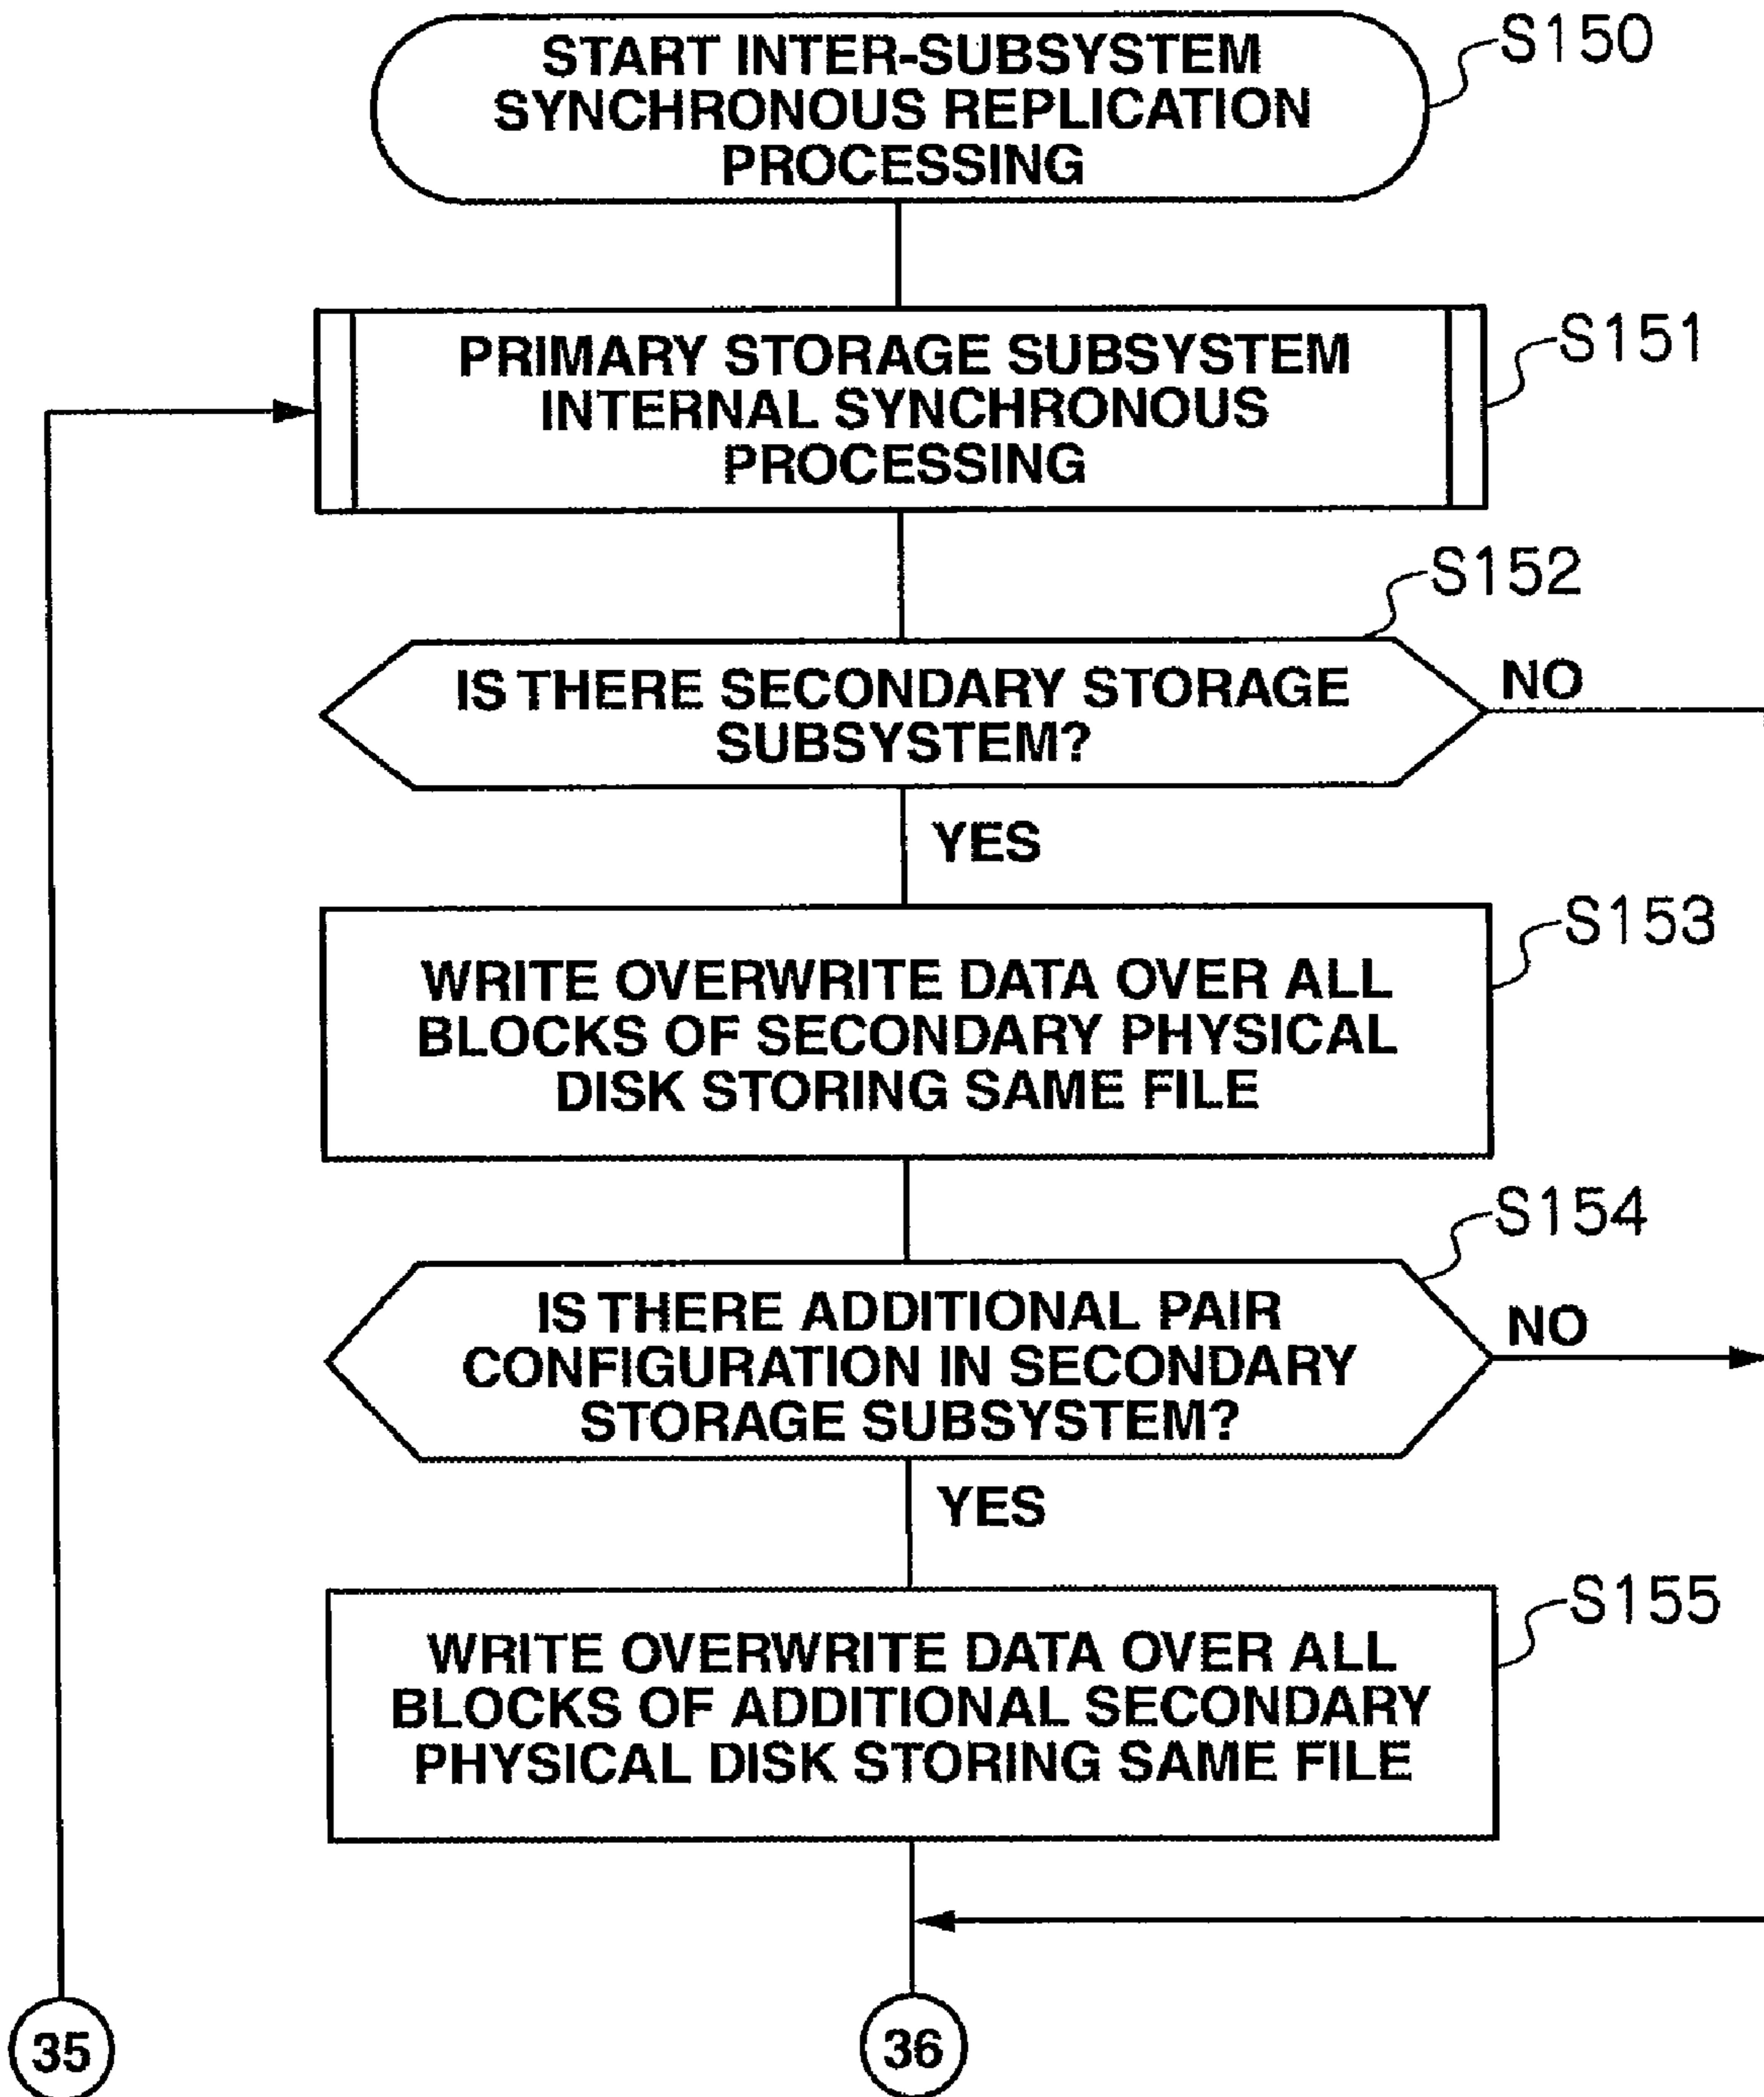 START INTER-SUBSYSTEM
SYNCHRONOUS REPLICATION
PROCESSING
S150
PRIMARY STORAGE SUBSYSTEM
INTERNAL SYNCHRONOUS
PROCESSING
S151
S152
IS THERE SECONDARY STORAGE
SUBSYSTEM?
NO
YES
S153
WRITE OVERWRITE DATA OVER ALL
BLOCKS OF SECONDARY PHYSICAL
DISK STORING SAME FILE
S154
IS THERE ADDITIONAL PAIR
CONFIGURATION IN SECONDARY
STORAGE SUBSYSTEM?
NO
YES
S155
WRITE OVERWRITE DATA OVER ALL
BLOCKS OF ADDITIONAL SECONDARY
PHYSICAL DISK STORING SAME FILE
35
36